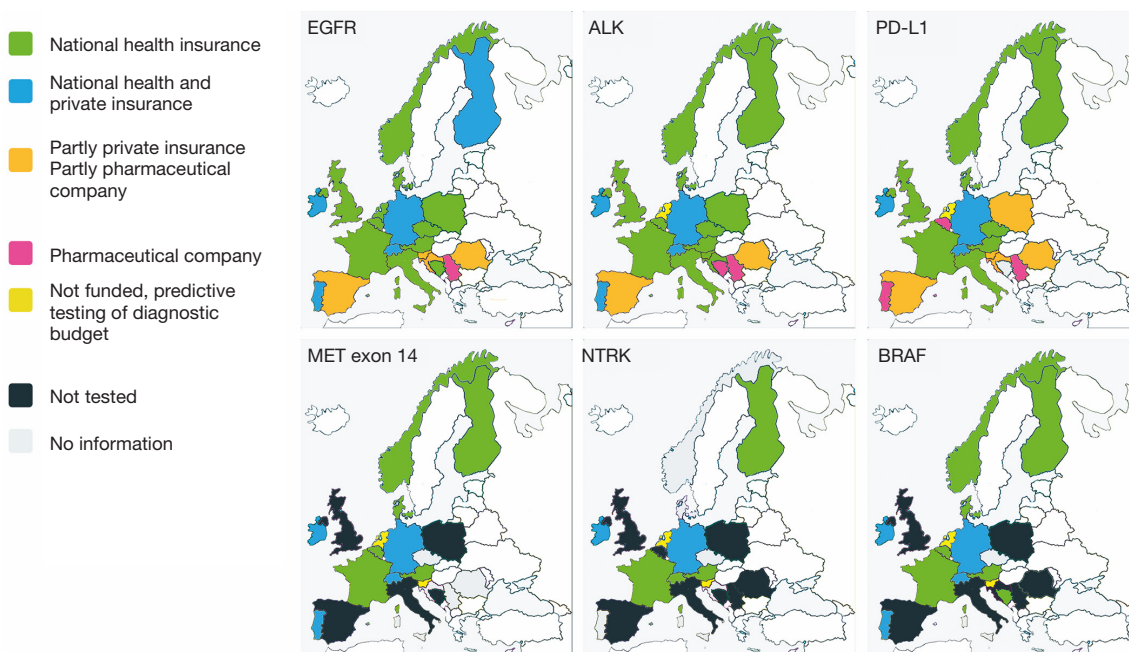 National health insurance
National health and
private insurance
Partly private insurance
Partly pharmaceutical
company
Pharmaceutical company
Not funded, predictive
testing of diagnostic
budget
Not tested
No information
EGFR
ALK
PD-L1
MET exon 14
NTRK
BRAF